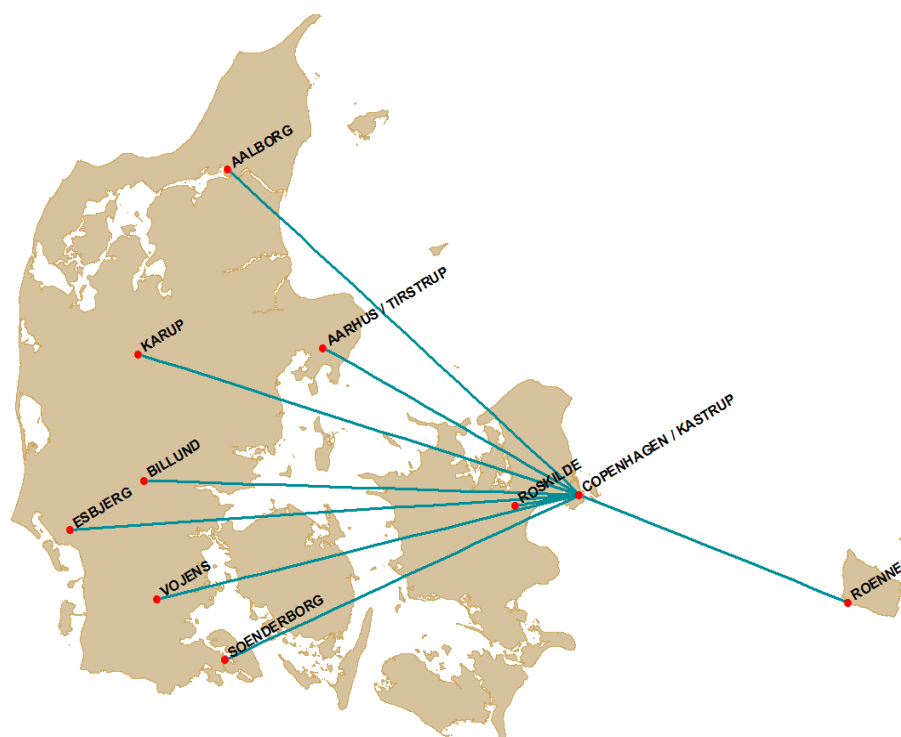 AALBORG
AARHUS / TIRSTRUP
KARUP
COPENHAGEN / KASTRUP
BILLUND
ROSKILDE
ESBJERG
VOJENS
ROENNE
SOENDERBORG